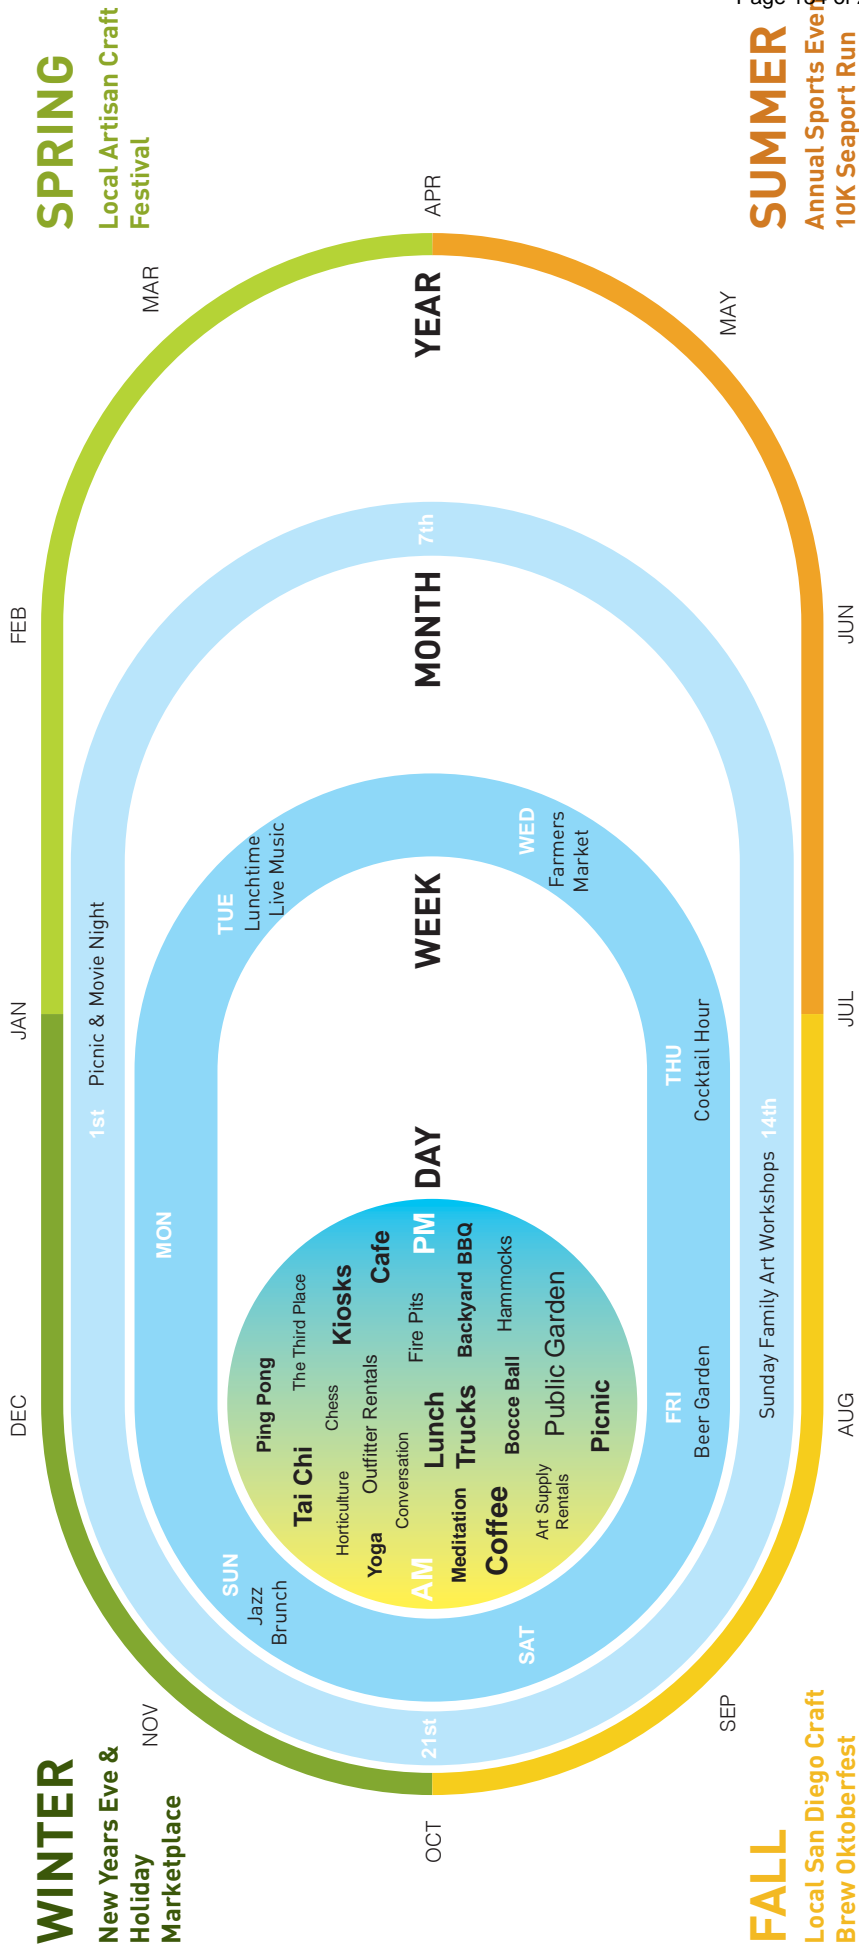 WINTER
New Years Eve &
Holiday
Marketplace
SPRING
Local Artisan Craft
Festival
DEC
JAN
FEB
NOV
MAR
1st
Picnic & Movie Night
MON
SUN
Jazz
Brunch
TUE
Lunchtime
Live Music
Ping Pong
The Third Place
Tai Chi
Chess
Kiosks
Horticulture
Outfitter Rentals
Cafe
Yoga
Conversation
Fire Pits
AM
Lunch
Trucks
PM
DAY
WEEK
MONTH
7th
YEAR
APR
OCT
21st
Meditation
Backyard BBQ
Coffee
Bocce Ball
Hammocks
Art Supply
Rentals
Public Garden
Picnic
SAT
WED
Farmers
Market
FRI
Beer Garden
THU
Cocktail Hour
Sunday Family Art Workshops
14th
SEP
MAY
AUG
JUL
JUN
FALL
Local San Diego Craft
Brew Oktoberfest
SUMMER
Annual Sports Event
10K Seaport Run
Page